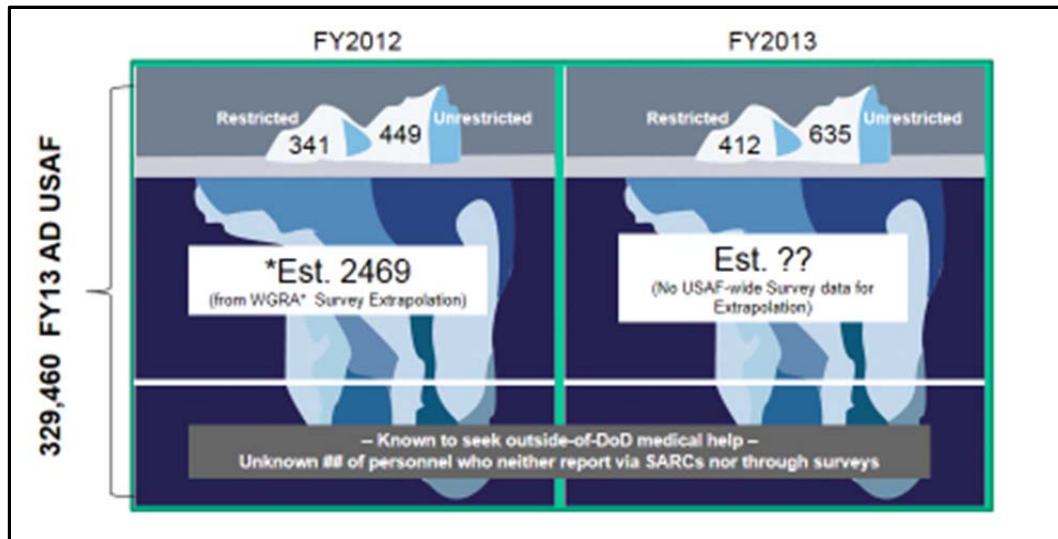 FY2012
FY2013
329,460 FY13 AD USAF
Restricted
341
449
Unrestricted
Restricted
412
635
Unrestricted
*Est. 2469
(from WGRA* Survey Extrapolation)
Est. ??
(No USAF-wide Survey data for
Extrapolation)
– Known to seek outside-of-DoD medical help –
Unknown ## of personnel who neither report via SARCs nor through surveys